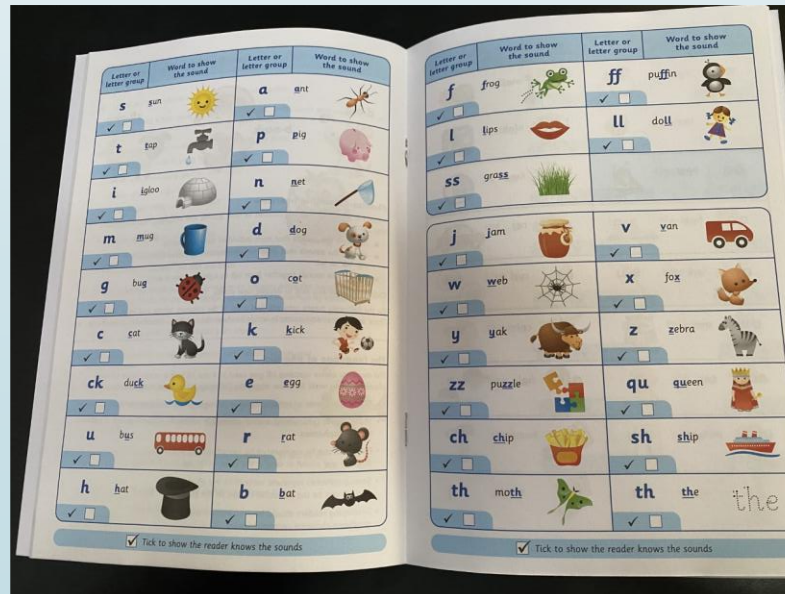 Letter or letter group Word to show the sound Letter or letter group Word to show the sound
s sun a ant
✓ ✓
t tap p pig
✓ ✓
i igloo n net
✓ ✓
m mug d dog
✓ ✓
g bug o cot
✓ ✓
c cat k kick
✓ ✓
ck duck e egg
✓ ✓
u bus r rat
✓ ✓
h hat b bat
✓ ✓
Tick to show the reader knows the sounds
Letter or letter group Word to show the sound Letter or letter group Word to show the sound
f frog ff puffin
✓ ✓
l lips ll doll
✓ ✓
ss grass
✓
j jam v van
✓ ✓
w web x fox
✓ ✓
y yak z zebra
✓ ✓
zz puzzle qu queen
✓ ✓
ch chip sh ship
✓ ✓
th moth th the the
✓ ✓
Tick to show the reader knows the sounds